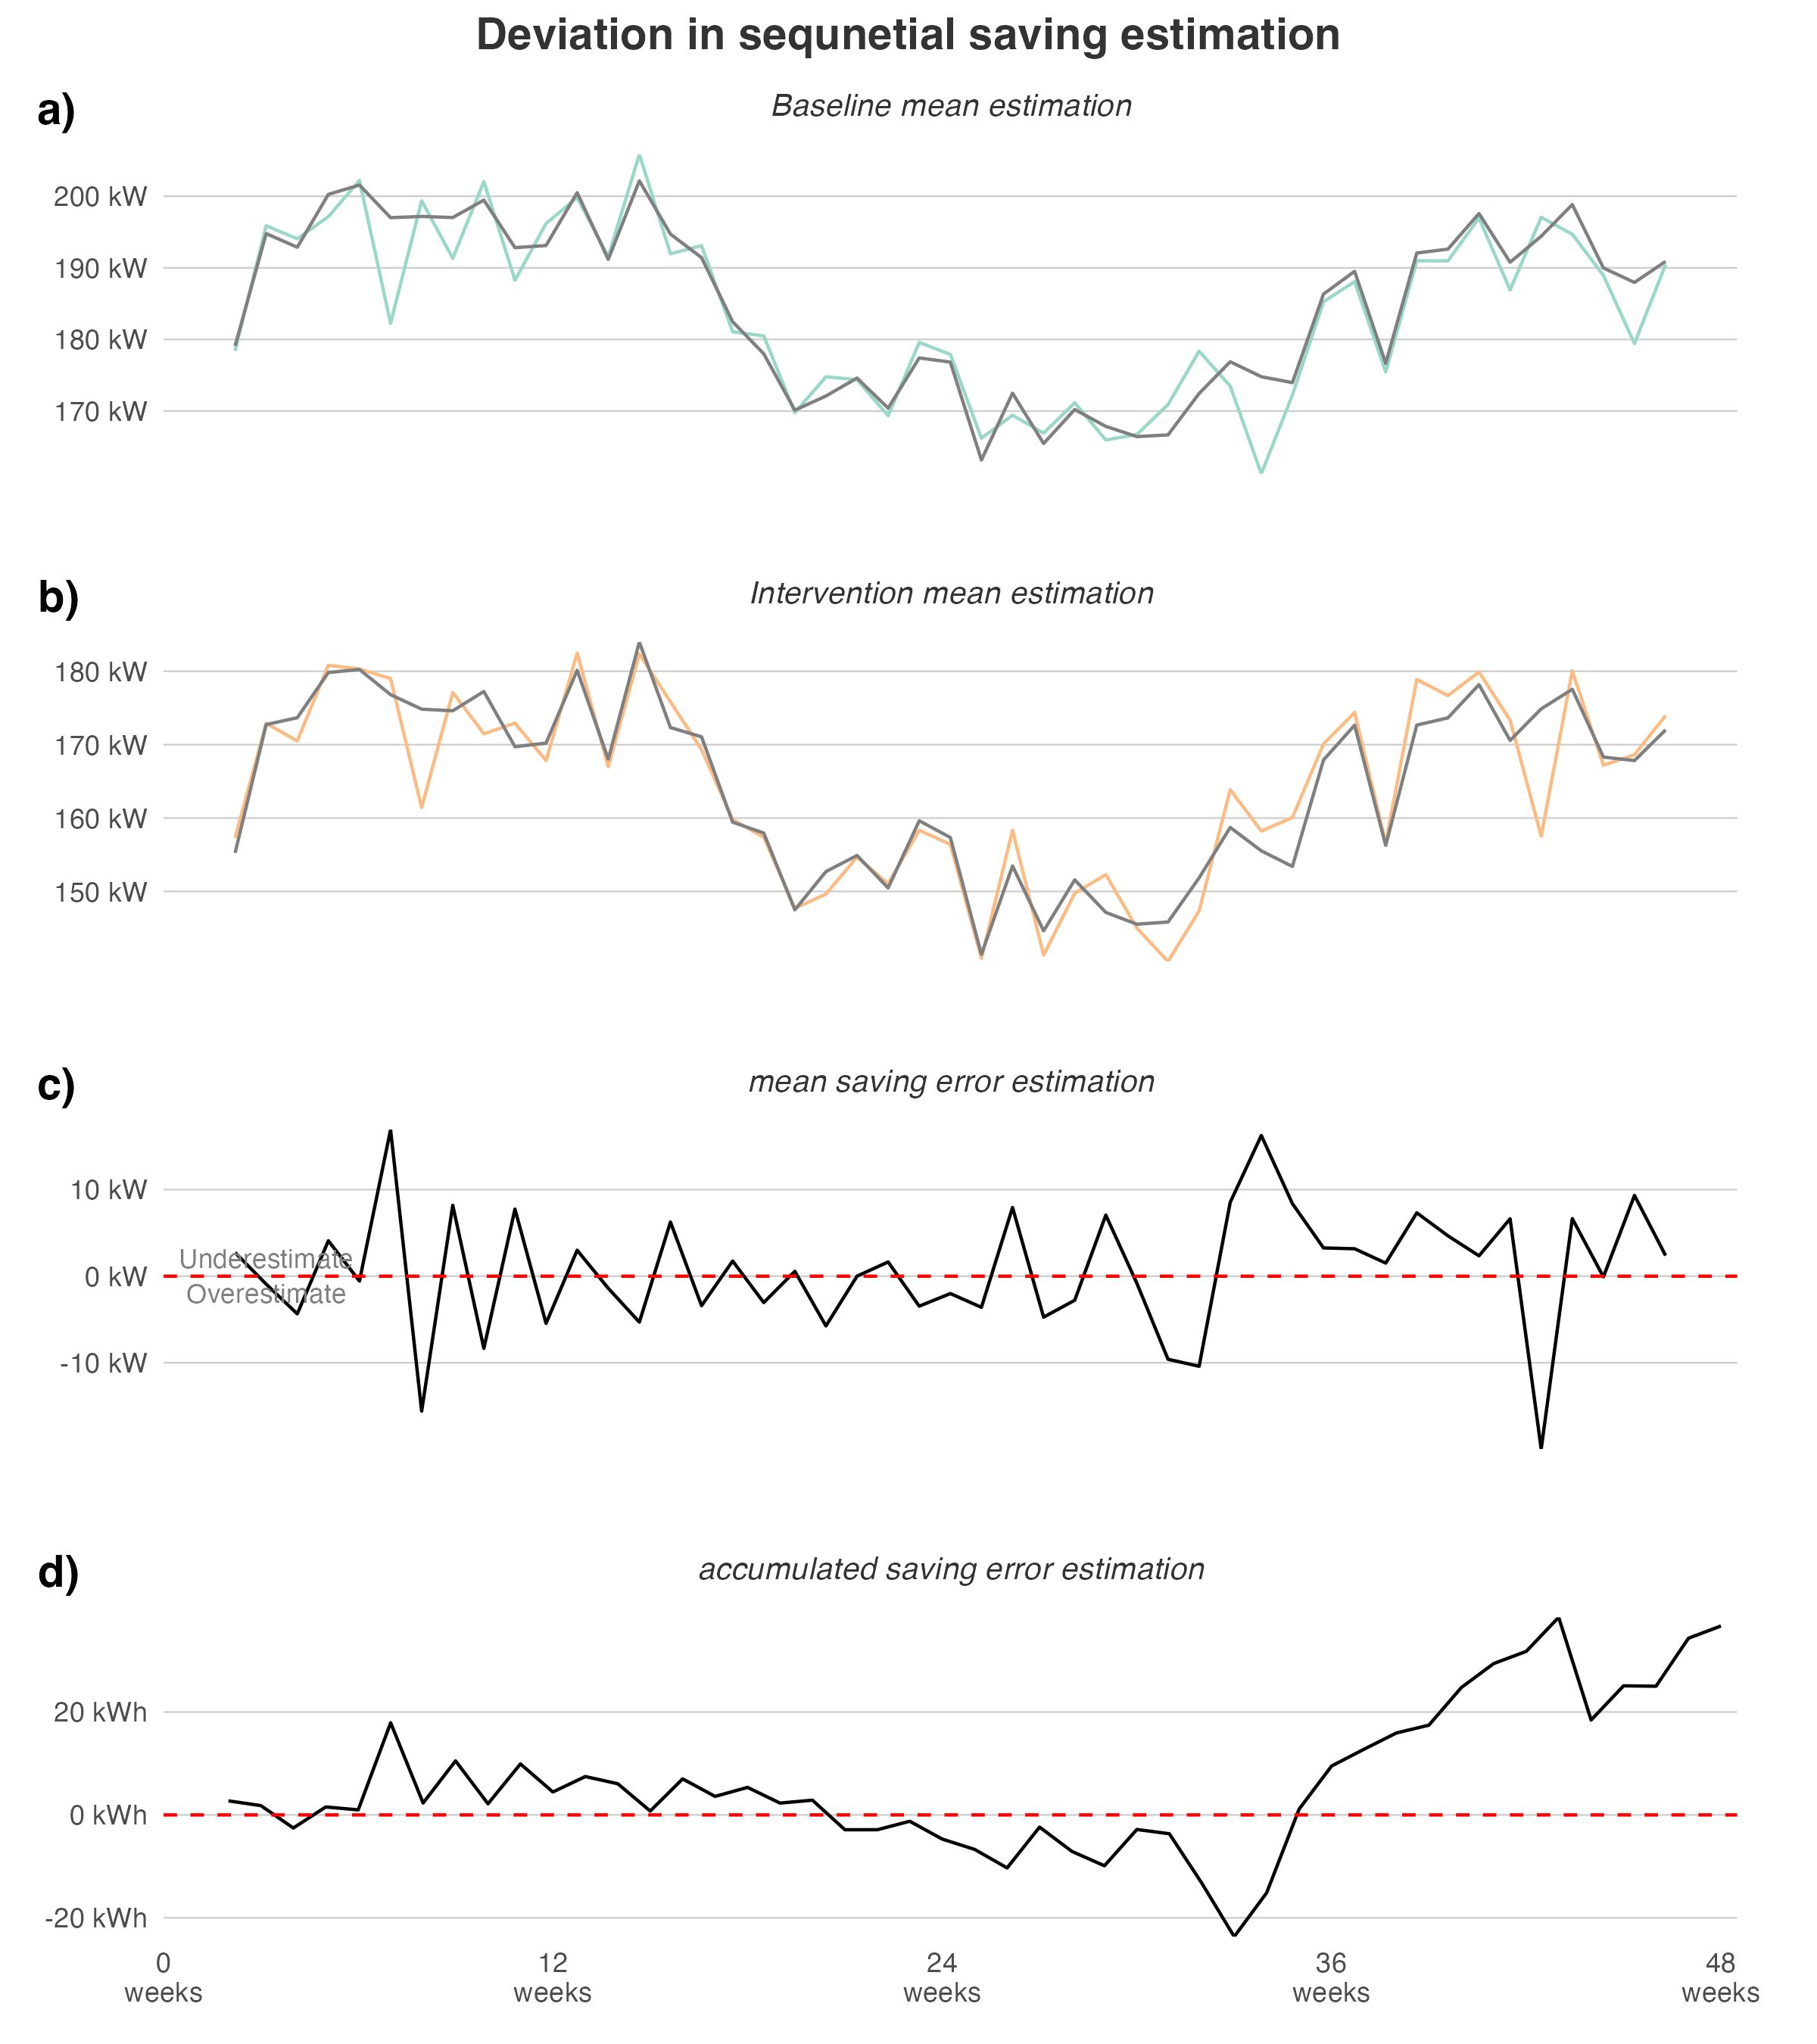 Deviation in sequnetial saving estimation
a)
Baseline mean estimation
200 kW
190 kW
180 kW
170 kW
b)
Intervention mean estimation
180 kW
170 kW
160 kW
150 kW
c)
mean saving error estimation
10 kW
Underestimate
0 kW
Overestimate
-10 kW
d)
accumulated saving error estimation
20 kWh
0 kWh
-20 kWh
0 12 24 36 48
weeks weeks weeks weeks weeks